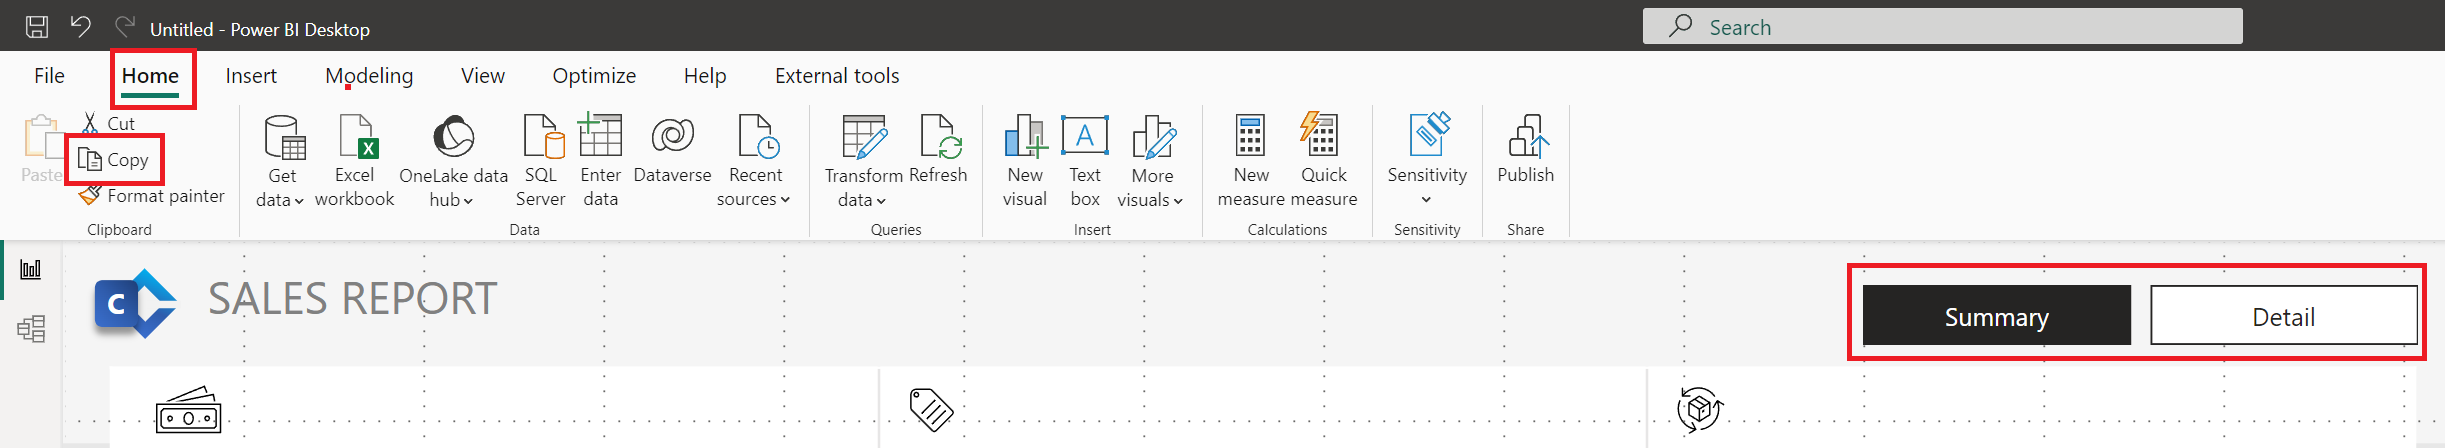 Untitled - Power BI Desktop
Search
File Home Insert Modeling View Optimize Help External tools
Paste
Cut
Copy
Format painter
Clipboard
Get data
Excel workbook
X
OneLake data hub
SQL Server
Enter data
Dataverse
Recent sources
Data
Transform data
Refresh
Queries
New visual
A
Text box
More visuals
Insert
New measure
Quick measure
Calculations
Sensitivity
Sensitivity
Publish
Share
C
SALES REPORT
Summary
Detail